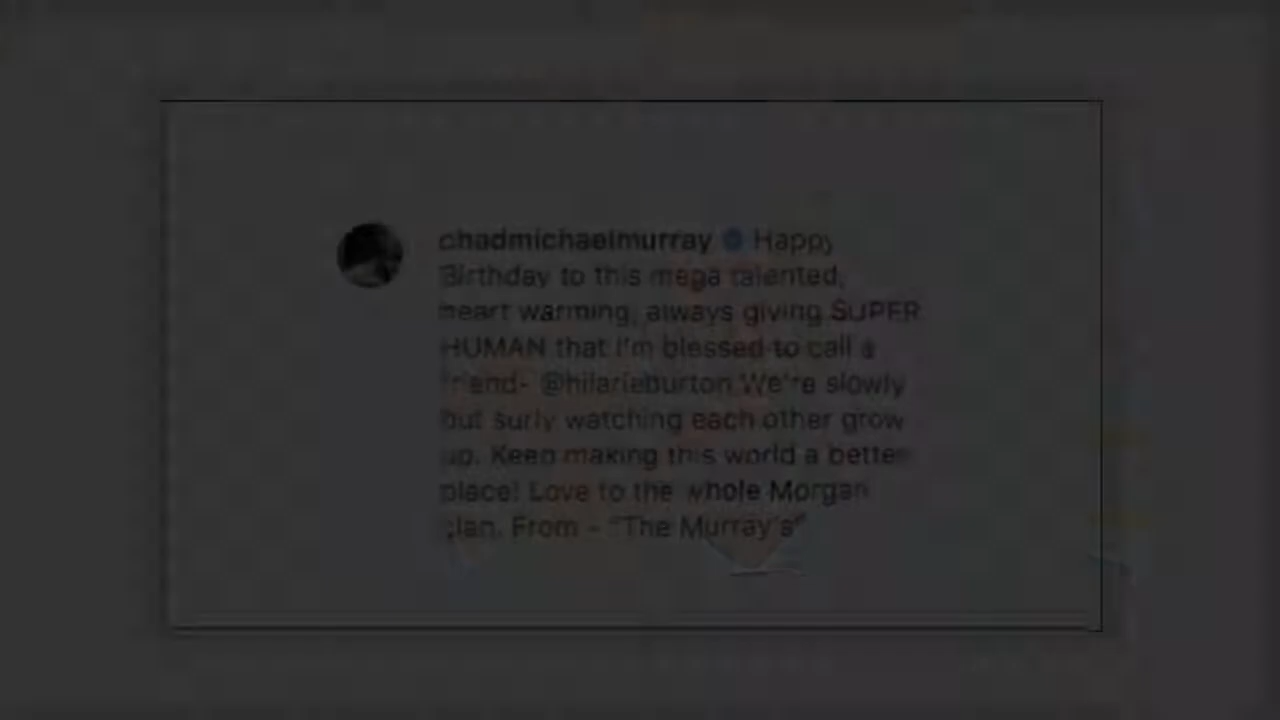 chadmichaelmurray Happy
Birthday to this mega talented,
heart warming, always giving SUPER
HUMAN that I'm blessed to call a
friend- @hilarieburton We're slowly
but surly watching each other grow
up. Keep making this world a better
place! Love to the whole Morgan
clan. From - "The Murray's"